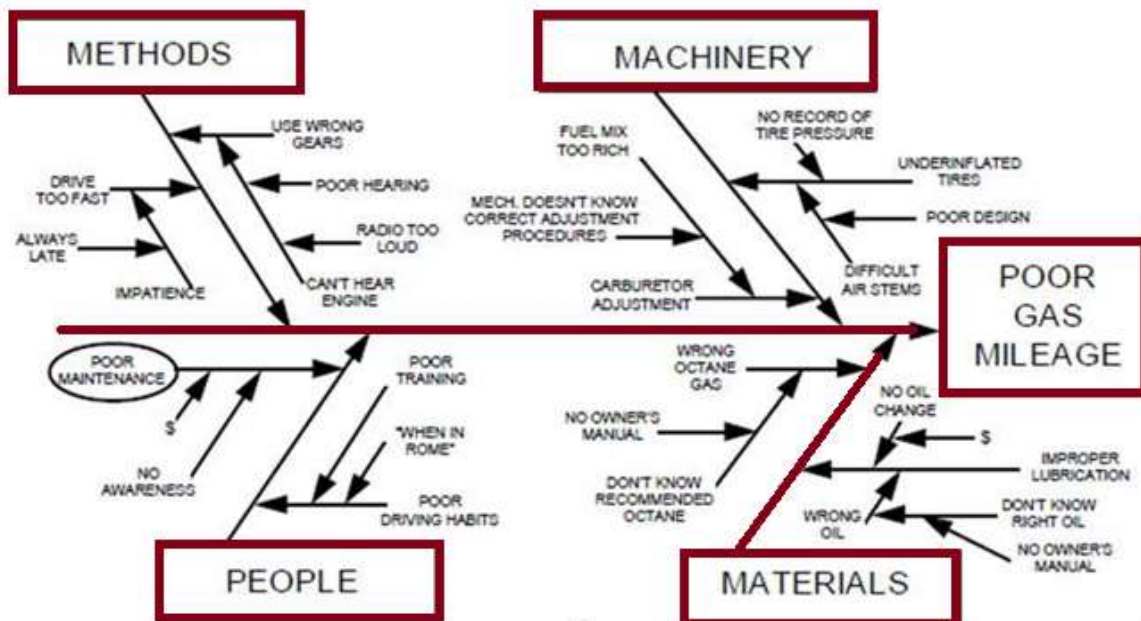 METHODS
MACHINERY
USE WRONG
GEARS
DRIVE
TOO FAST
POOR HEARING
ALWAYS
LATE
RADIO TOO
LOUD
IMPATIENCE
CAN'T HEAR
ENGINE
FUEL MIX
TOO RICH
NO RECORD OF
TIRE PRESSURE
UNDERINFLATED
TIRES
MECH. DOESN'T KNOW
CORRECT ADJUSTMENT
PROCEDURES
POOR DESIGN
CARBURETOR
ADJUSTMENT
DIFFICULT
AIR STEMS
POOR
GAS
MILEAGE
POOR
MAINTENANCE
$
NO
AWARENESS
POOR
TRAINING
"WHEN IN
ROME"
POOR
DRIVING HABITS
WRONG
OCTANE
GAS
NO OWNER'S
MANUAL
DON'T KNOW
RECOMMENDED
OCTANE
NO OIL
CHANGE
$
IMPROPER
LUBRICATION
WRONG
OIL
DON'T KNOW
RIGHT OIL
NO OWNER'S
MANUAL
PEOPLE
MATERIALS